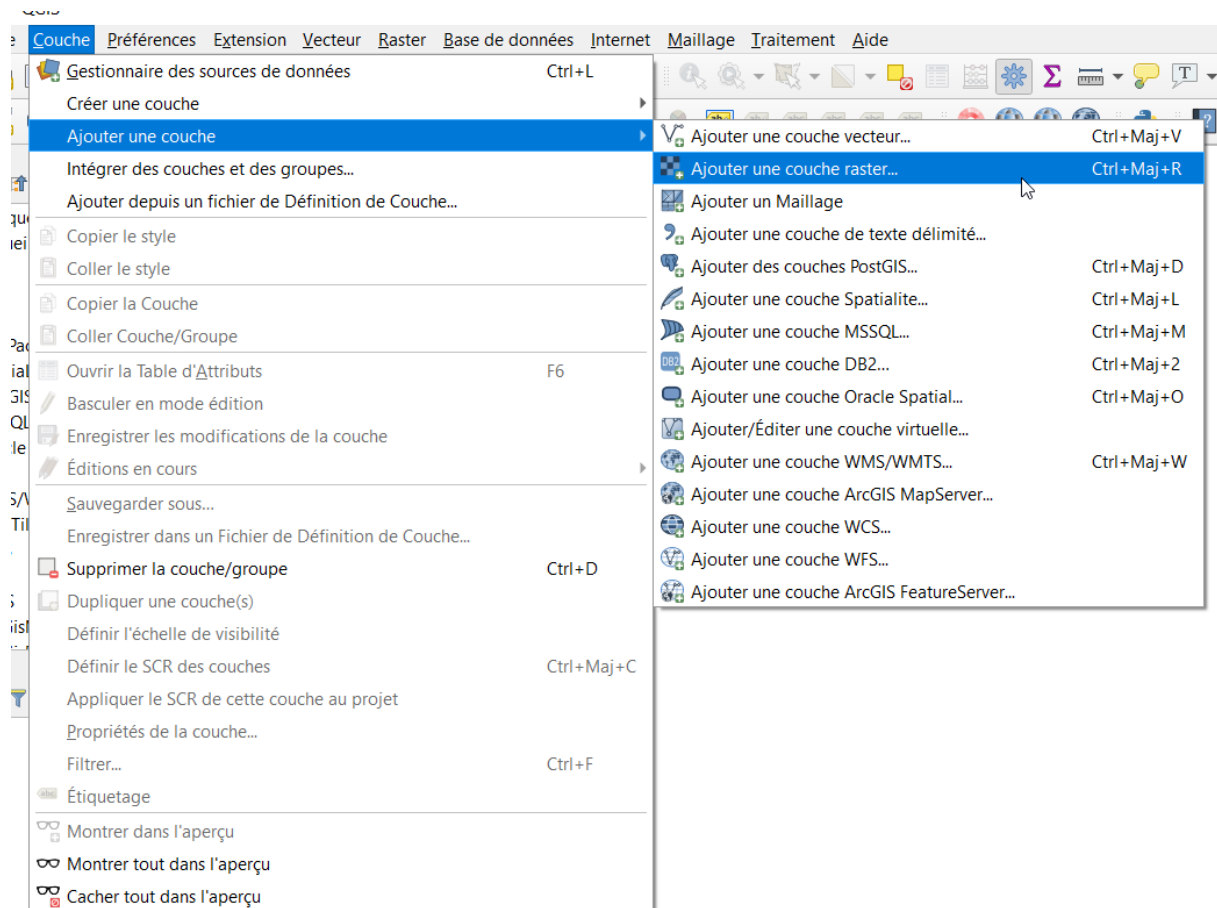 QGIS
Couche Préférences Extension Vecteur Raster Base de données Internet Maillage Traitement Aide
Gestionnaire des sources de données Ctrl+L
Créer une couche
Ajouter une couche
Intégrer des couches et des groupes...
Ajouter depuis un fichier de Définition de Couche...
Copier le style
Coller le style
Copier la Couche
Coller Couche/Groupe
Ouvrir la Table d'Attributs F6
Basculer en mode édition
Enregistrer les modifications de la couche
Éditions en cours
Sauvegarder sous...
Enregistrer dans un Fichier de Définition de Couche...
Supprimer la couche/groupe Ctrl+D
Dupliquer une couche(s)
Définir l'échelle de visibilité
Définir le SCR des couches Ctrl+Maj+C
Appliquer le SCR de cette couche au projet
Propriétés de la couche...
Filtrer... Ctrl+F
Étiquetage
Montrer dans l'aperçu
Montrer tout dans l'aperçu
Cacher tout dans l'aperçu
Ajouter une couche vecteur... Ctrl+Maj+V
Ajouter une couche raster... Ctrl+Maj+R
Ajouter un Maillage
Ajouter une couche de texte délimité...
Ajouter des couches PostGIS... Ctrl+Maj+D
Ajouter une couche Spatialite... Ctrl+Maj+L
Ajouter une couche MSSQL... Ctrl+Maj+M
Ajouter une couche DB2... Ctrl+Maj+2
Ajouter une couche Oracle Spatial... Ctrl+Maj+O
Ajouter/Éditer une couche virtuelle...
Ajouter une couche WMS/WMTS... Ctrl+Maj+W
Ajouter une couche ArcGIS MapServer...
Ajouter une couche WCS...
Ajouter une couche WFS...
Ajouter une couche ArcGIS FeatureServer...